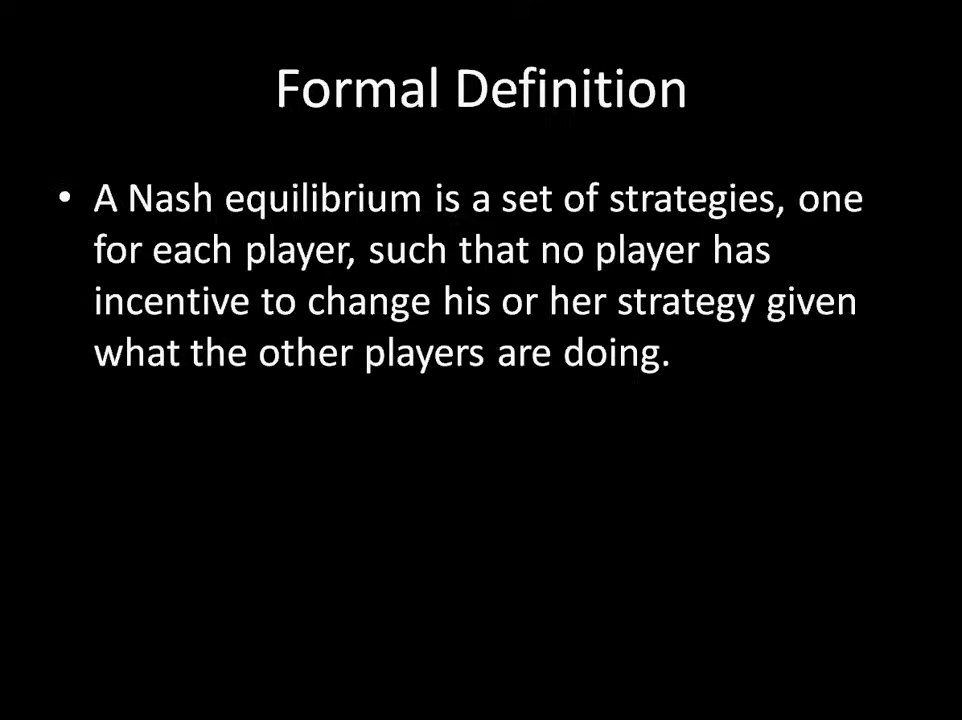 Formal Definition
• A Nash equilibrium is a set of strategies, one
for each player, such that no player has
incentive to change his or her strategy given
what the other players are doing.